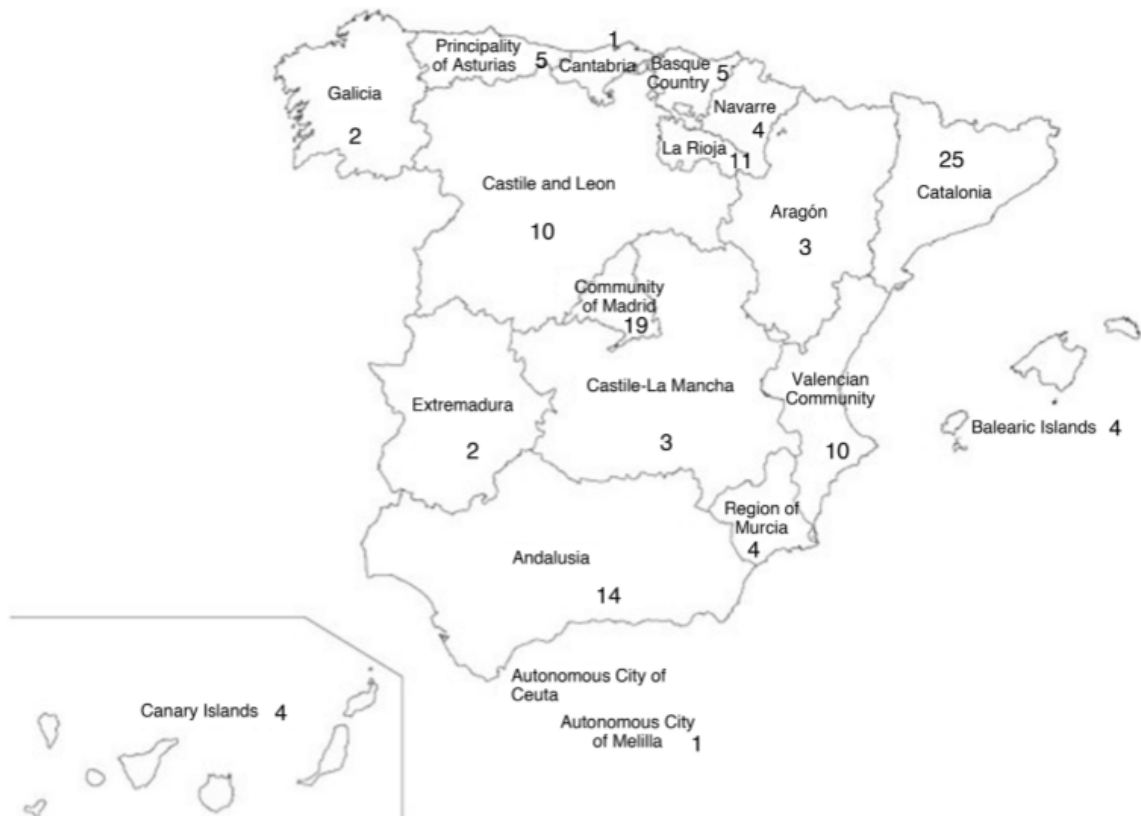 1
Principality
of Asturias
5
Cantabria
Basque
Country
5
Galicia
2
Navarre
4
La Rioja
11
25
Catalonia
Castile and Leon
10
Aragón
3
Community
of Madrid
19
Castile-La Mancha
3
Valencian
Community
10
Extremadura
2
Balearic Islands 4
Region of
Murcia
4
Andalusia
14
Autonomous City of
Ceuta
Canary Islands 4
Autonomous City
of Melilla 1